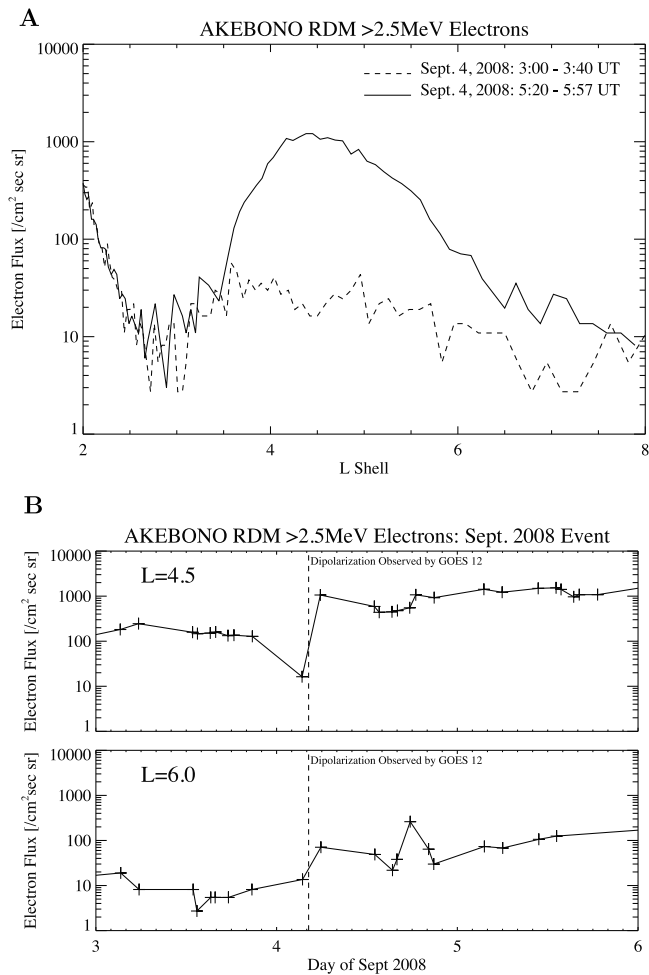 A
AKEBONO RDM >2.5MeV Electrons
Sept. 4, 2008: 3:00 - 3:40 UT
Sept. 4, 2008: 5:20 - 5:57 UT
Electron Flux [/cm² sec sr]
10000
1000
100
10
1
2
4
6
8
L Shell
B
AKEBONO RDM >2.5MeV Electrons: Sept. 2008 Event
Electron Flux [/cm² sec sr]
10000
1000
100
10
1
L=4.5
Dipolarization Observed by GOES 12
Electron Flux [/cm²sec sr]
10000
1000
100
10
1
L=6.0
Dipolarization Observed by GOES 12
3
4
5
6
Day of Sept 2008